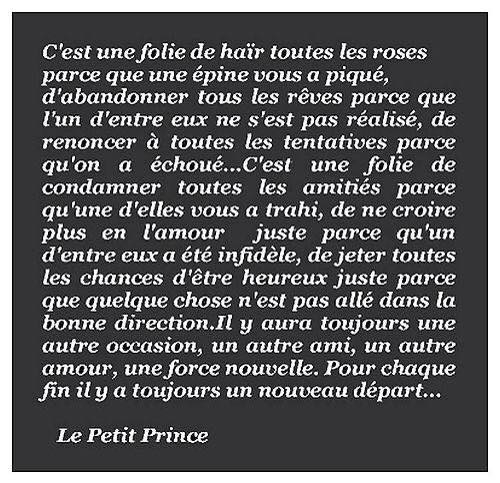 C'est une folie de haïr toutes les roses
parce que une épine vous a piqué,
d'abandonner tous les rêves parce que
l'un d'entre eux ne s'est pas réalisé, de
renoncer à toutes les tentatives parce
qu'on a échoué...C'est une folie de
condamner toutes les amitiés parce
qu'une d'elles vous a trahi, de ne croire
plus en l'amour juste parce qu'un
d'entre eux a été infidèle, de jeter toutes
les chances d'être heureux juste parce
que quelque chose n'est pas allé dans la
bonne direction.Il y aura toujours une
autre occasion, un autre ami, un autre
amour, une force nouvelle. Pour chaque
fin il y a toujours un nouveau départ...
Le Petit Prince